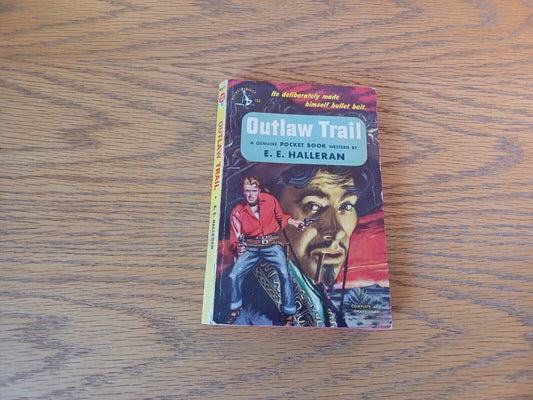 He deliberately made
himself bullet bait.
Outlaw Trail
A GENUINE POCKET BOOK WESTERN BY
E. E. HALLERAN
OUTLAW TRAIL • E. E. HALLERAN